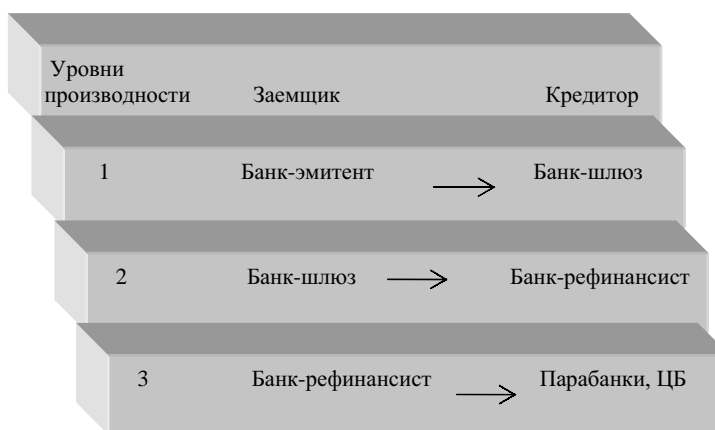 Уровни
производности Заемщик Кредитор
1 Банк-эмитент Банк-шлюз
2 Банк-шлюз Банк-рефинансист
3 Банк-рефинансист Парабанки, ЦБ